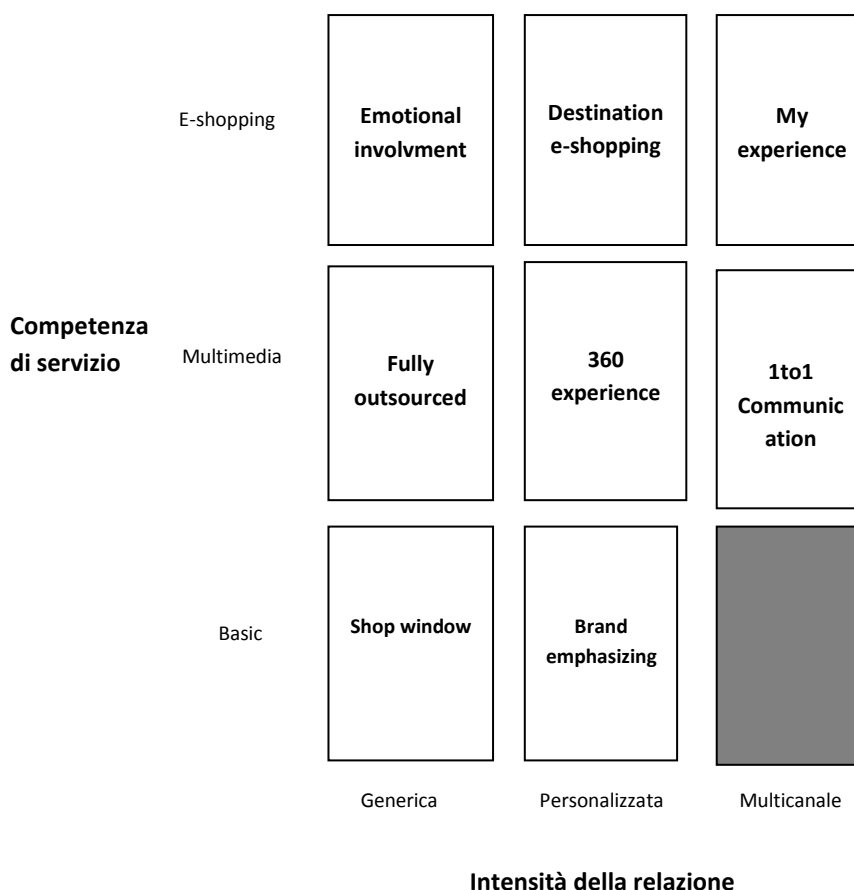 E-shopping
Emotional
involvment
Destination
e-shopping
My
experience
Competenza
di servizio
Multimedia
Fully
outsourced
360
experience
1to1
Communic
ation
Basic
Shop window
Brand
emphasizing
Generica
Personalizzata
Multicanale
Intensità della relazione